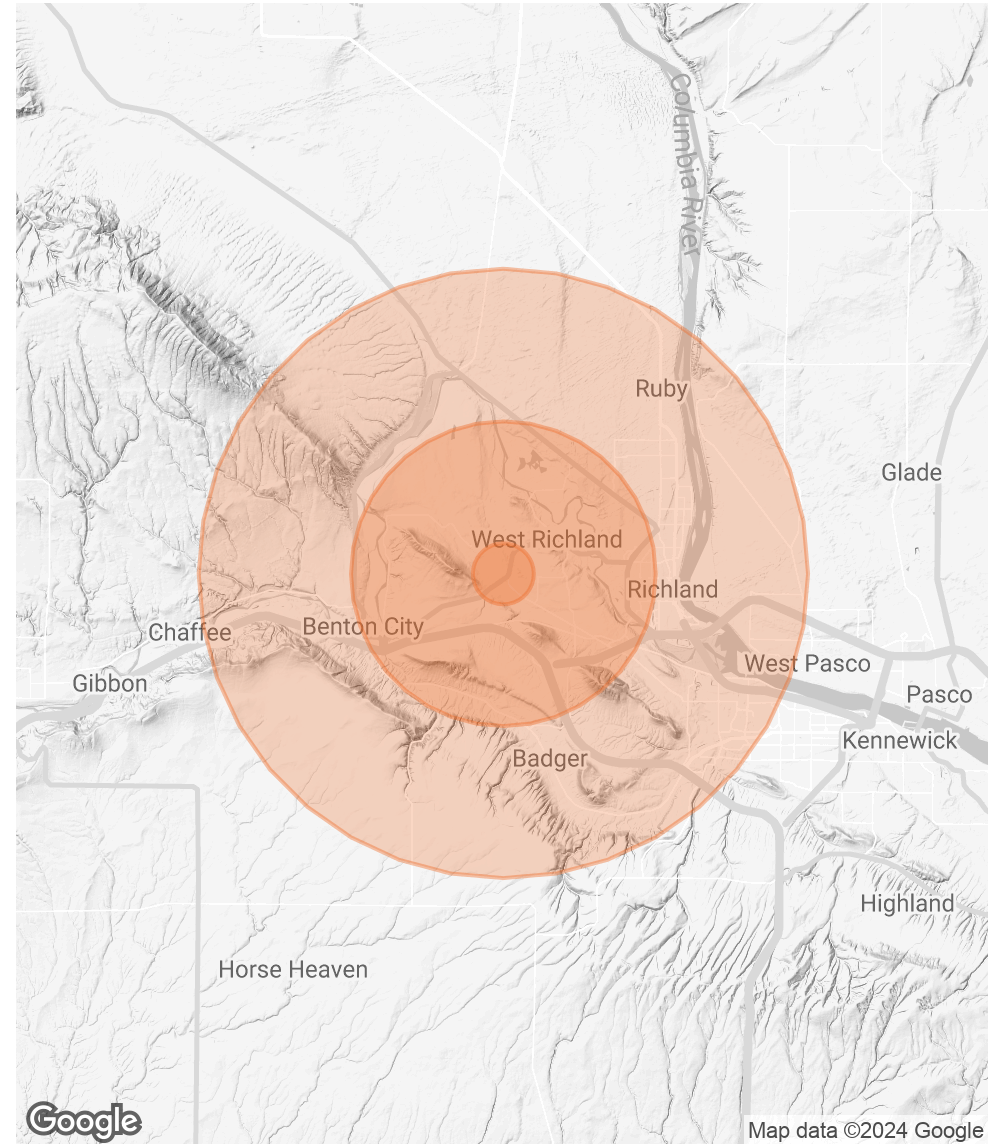 Columbia River
Ruby
Glade
West Richland
Richland
Benton City
Chaffee
West Pasco
Gibbon
Pasco
Kennewick
Badger
Highland
Horse Heaven
Google
Map data ©2024 Google